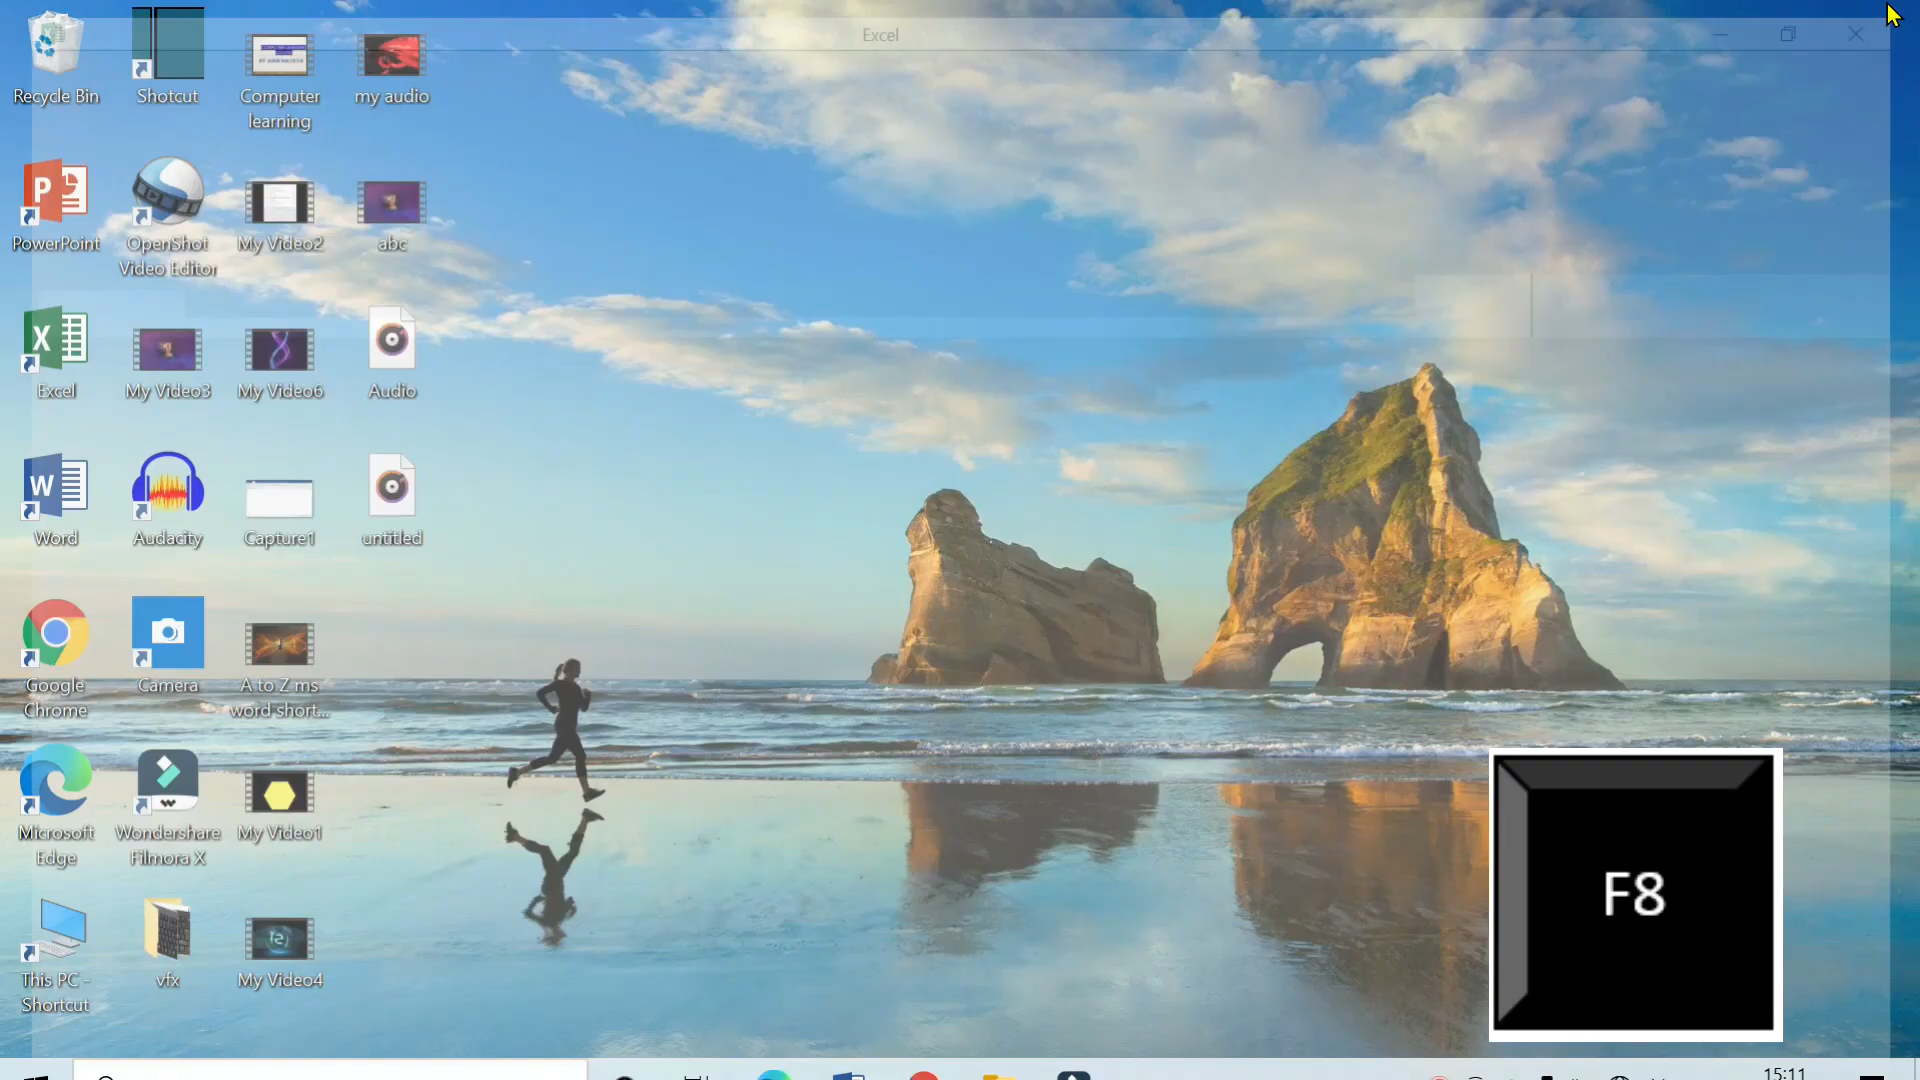 Excel
Recycle Bin
Shotcut
Computer
learning
my audio
PowerPoint
OpenShot
Video Editor
My Video2
abc
Excel
My Video3
My Video6
Audio
Word
Audacity
Capture1
untitled
Google
Chrome
Camera
A to Z ms
word short...
Microsoft
Edge
Wondershare
Filmora X
My Video1
This PC -
Shortcut
vfx
My Video4
F8
15:11